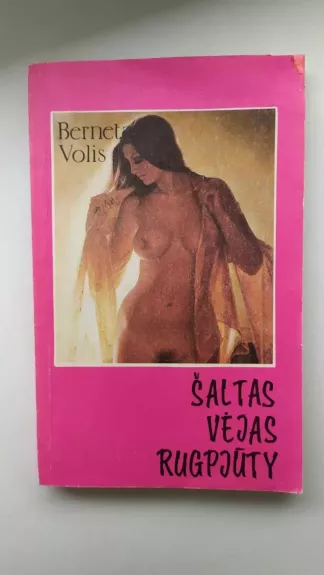 Berneta
Volis
ŠALTAS
VĖJAS
RUGPJŪTY